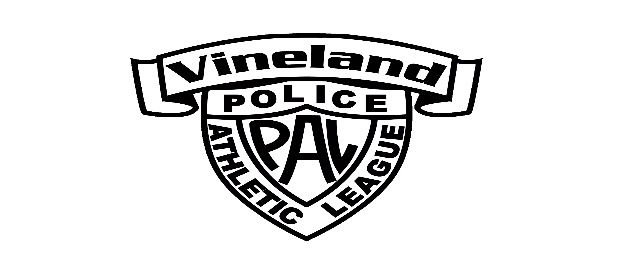 Vineland
POLICE
PAL
ATHLETIC LEAGUE